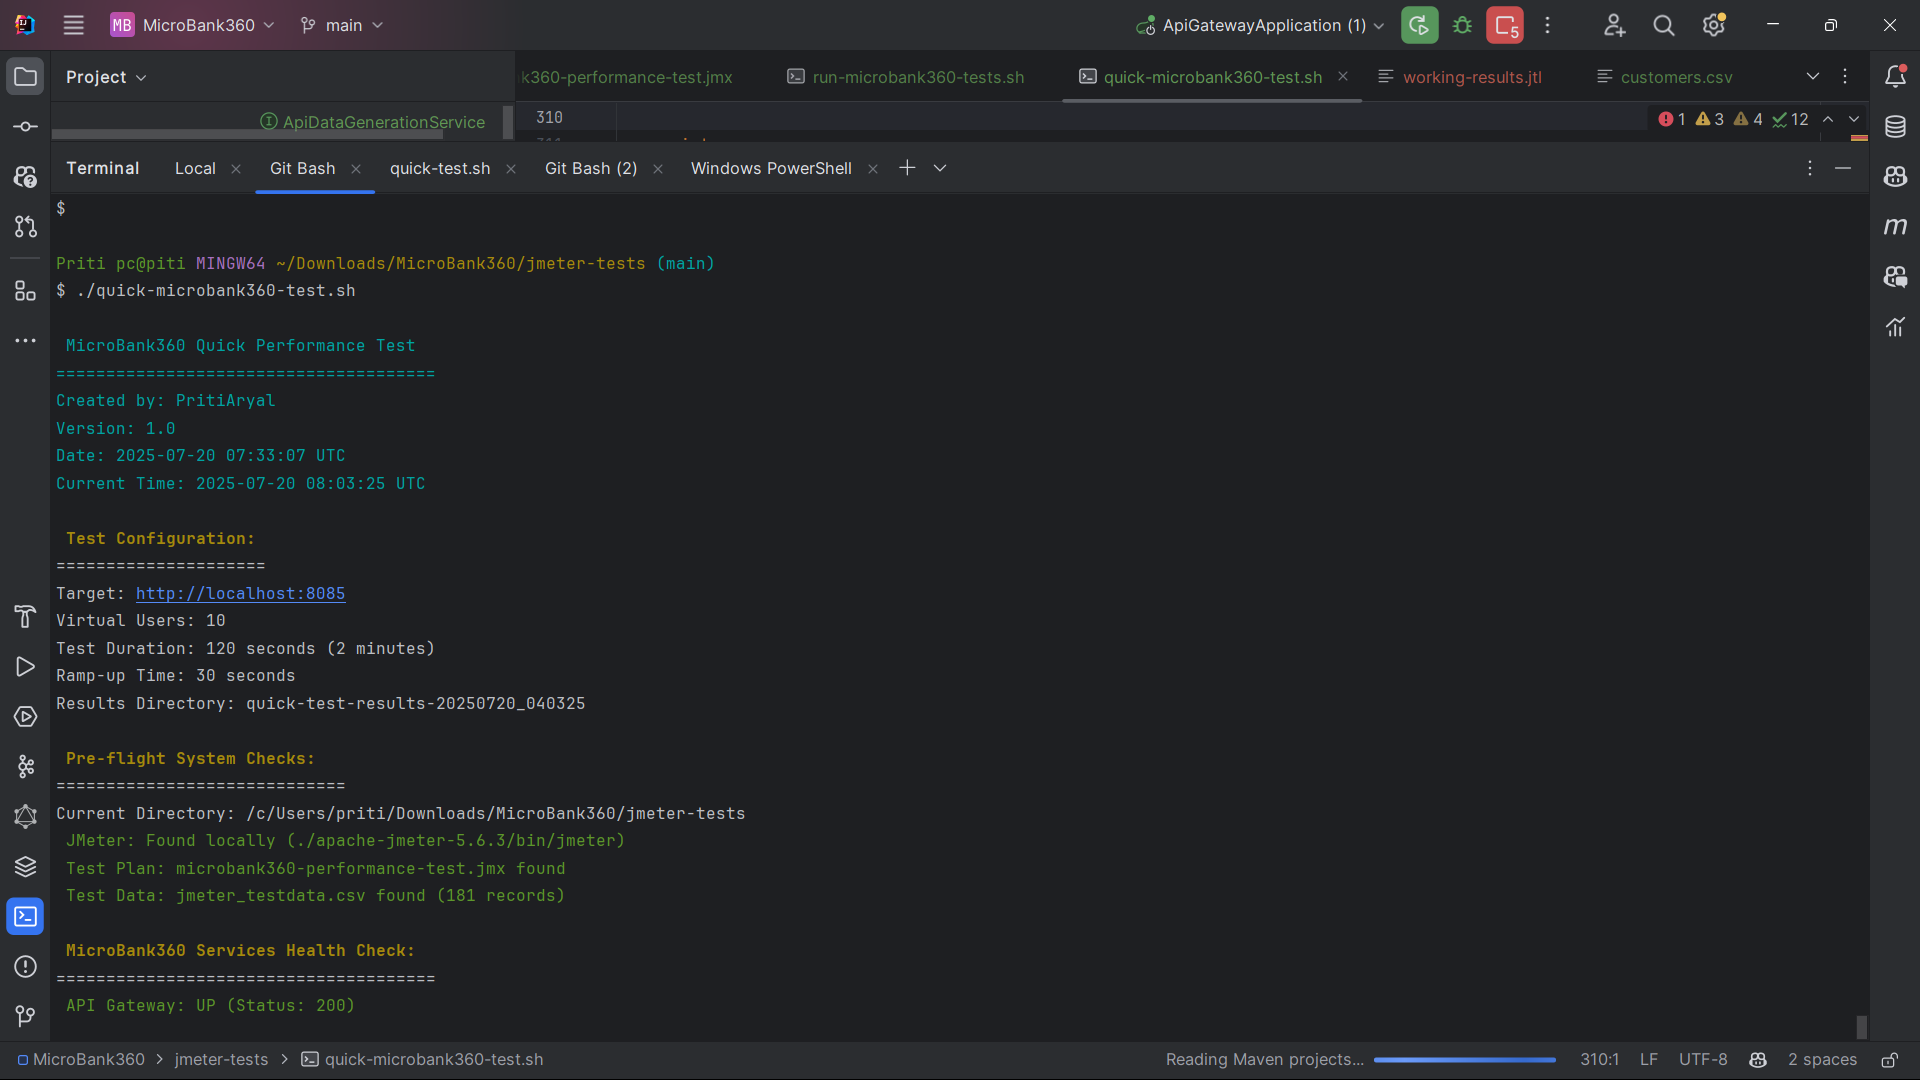 MB MicroBank360 main ApiGatewayApplication (1) 5
Project k360-performance-test.jmx run-microbank360-tests.sh quick-microbank360-test.sh working-results.jtl customers.csv
ApiDataGenerationService 310 1 3 4 12
Terminal Local Git Bash quick-test.sh Git Bash (2) Windows PowerShell
$
Priti pc@piti MINGW64 ~/Downloads/MicroBank360/jmeter-tests (main)
$ ./quick-microbank360-test.sh
MicroBank360 Quick Performance Test
======================================
Created by: PritiAryal
Version: 1.0
Date: 2025-07-20 07:33:07 UTC
Current Time: 2025-07-20 08:03:25 UTC
Test Configuration:
=====================
Target: http://localhost:8085
Virtual Users: 10
Test Duration: 120 seconds (2 minutes)
Ramp-up Time: 30 seconds
Results Directory: quick-test-results-20250720_040325
Pre-flight System Checks:
=============================
Current Directory: /c/Users/priti/Downloads/MicroBank360/jmeter-tests
JMeter: Found locally (./apache-jmeter-5.6.3/bin/jmeter)
Test Plan: microbank360-performance-test.jmx found
Test Data: jmeter_testdata.csv found (181 records)
MicroBank360 Services Health Check:
======================================
API Gateway: UP (Status: 200)
MicroBank360 > jmeter-tests > quick-microbank360-test.sh Reading Maven projects... 310:1 LF UTF-8 2 spaces